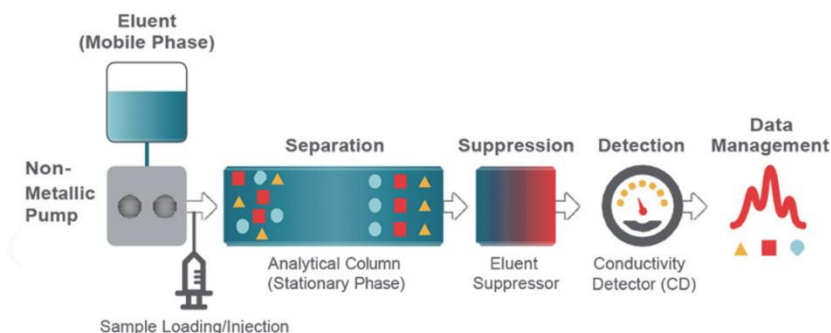 Eluent
(Mobile Phase)
Non-
Metallic
Pump
Sample Loading/Injection
Separation
Analytical Column
(Stationary Phase)
Suppression
Eluent
Suppressor
Detection
Conductivity
Detector (CD)
Data
Management